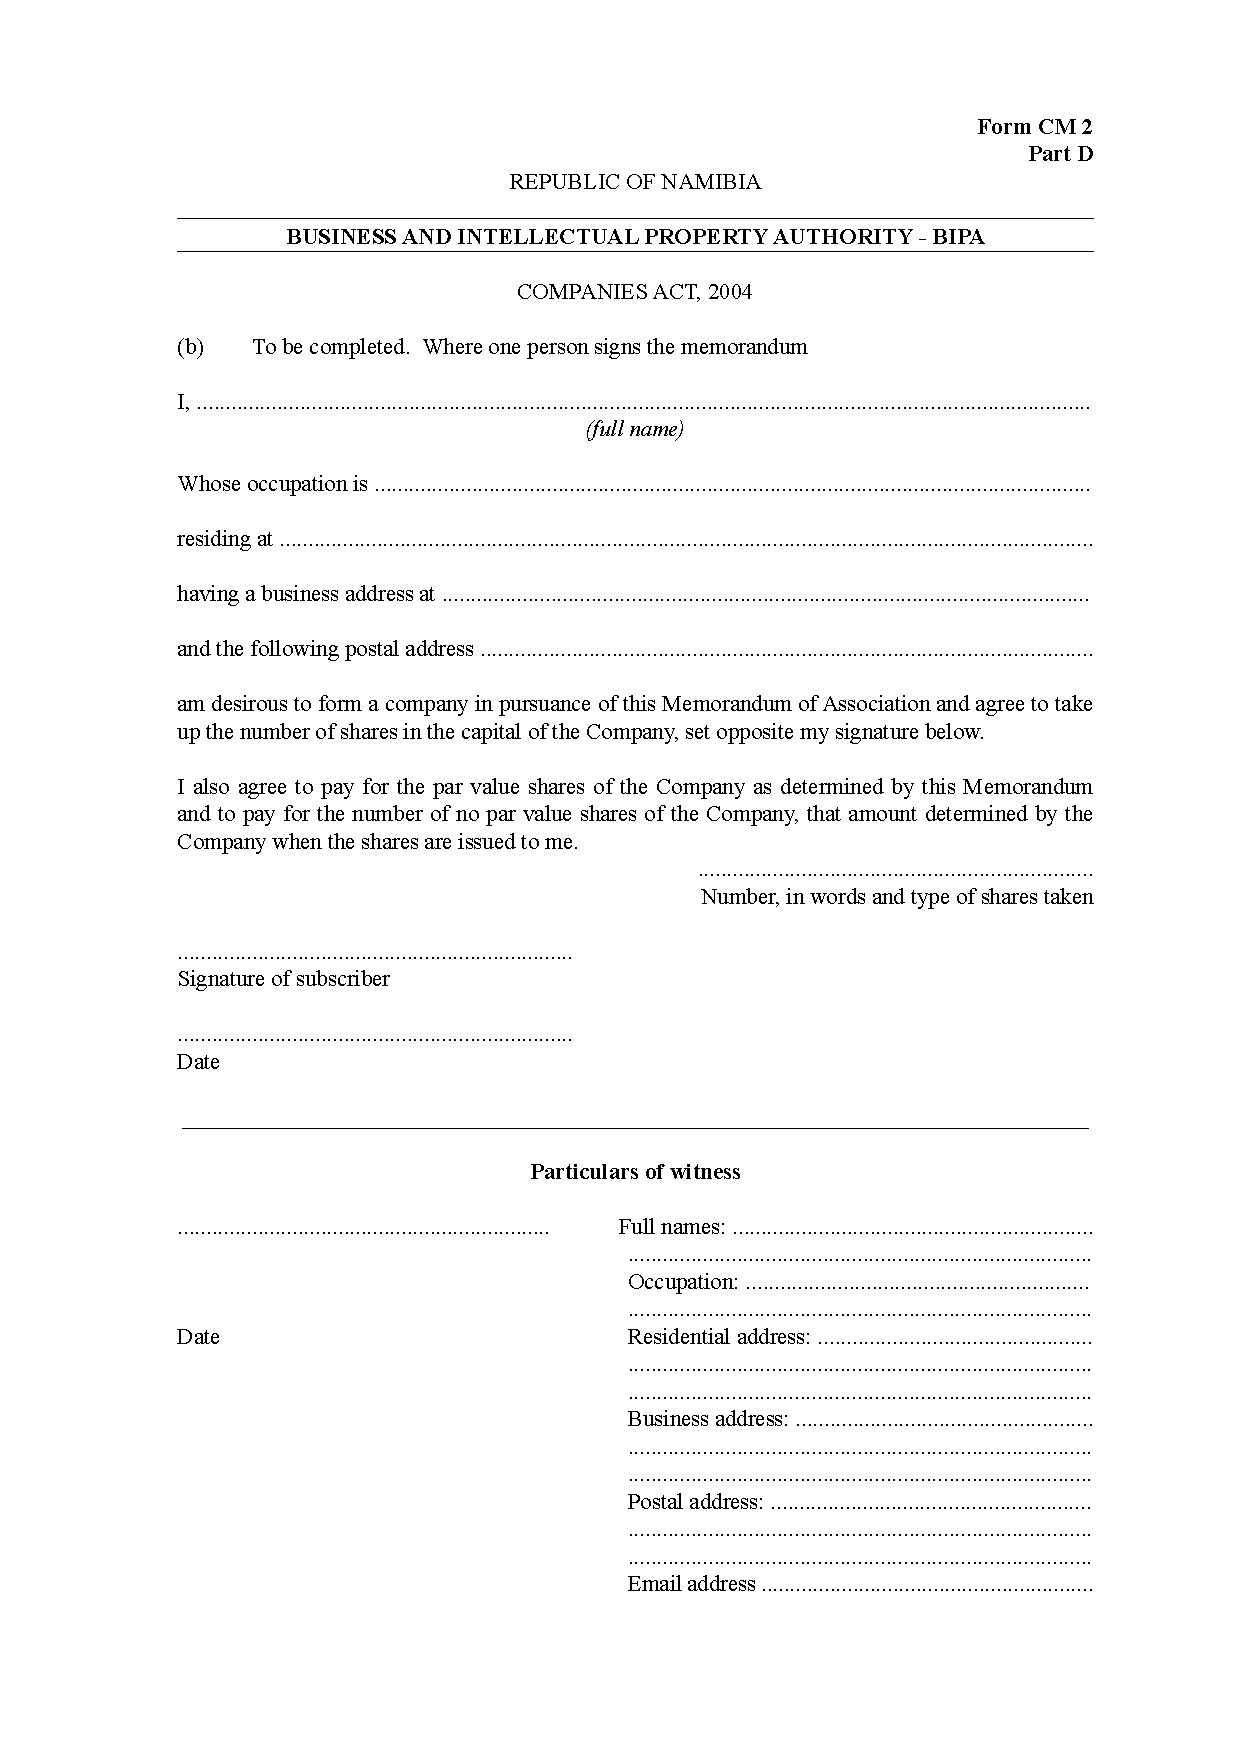 Form CM 2
Part D
REPUBLIC OF NAMIBIA
BUSINESS AND INTELLECTUAL PROPERTY AUTHORITY - BIPA
COMPANIES ACT, 2004
(b) To be completed. Where one person signs the memorandum
I, ..........................................................................................................................................................
(full name)
Whose occupation is ...........................................................................................................................
residing at ............................................................................................................................................
having a business address at ................................................................................................................
and the following postal address ..........................................................................................................
am desirous to form a company in pursuance of this Memorandum of Association and agree to take
up the number of shares in the capital of the Company, set opposite my signature below.
I also agree to pay for the par value shares of the Company as determined by this Memorandum
and to pay for the number of no par value shares of the Company, that amount determined by the
Company when the shares are issued to me.
.....................................................................
Number, in words and type of shares taken
.....................................................................
Signature of subscriber
.....................................................................
Date
Particulars of witness
................................................................. Full names: ...............................................................
.................................................................................
Occupation: ............................................................
.................................................................................
Date Residential address: ................................................
.................................................................................
.................................................................................
Business address: ....................................................
.................................................................................
.................................................................................
Postal address: ........................................................
.................................................................................
.................................................................................
Email address ..........................................................